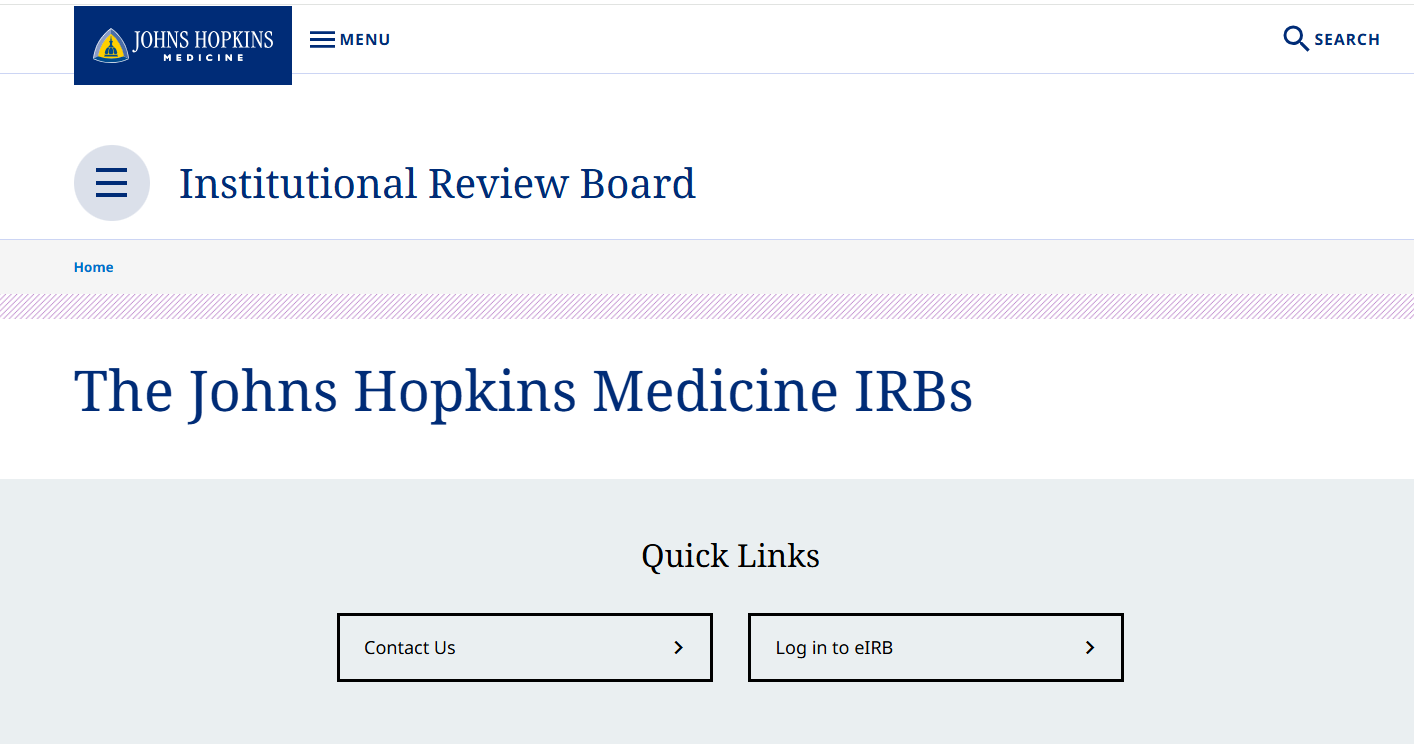 JOHNS HOPKINS
MEDICINE
MENU
SEARCH
Institutional Review Board
Home
The Johns Hopkins Medicine IRBs
Quick Links
Contact Us
Log in to eIRB